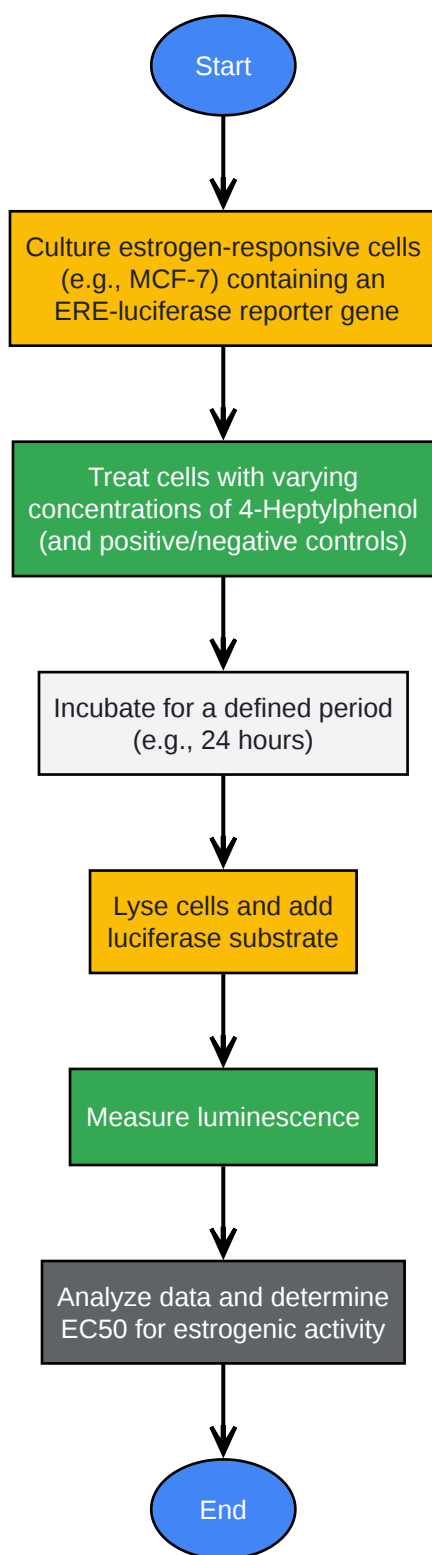 Start
Culture estrogen-responsive cells
(e.g., MCF-7) containing an
ERE-luciferase reporter gene
Treat cells with varying
concentrations of 4-Heptylphenol
(and positive/negative controls)
Incubate for a defined period
(e.g., 24 hours)
Lyse cells and add
luciferase substrate
Measure luminescence
Analyze data and determine
EC50 for estrogenic activity
End